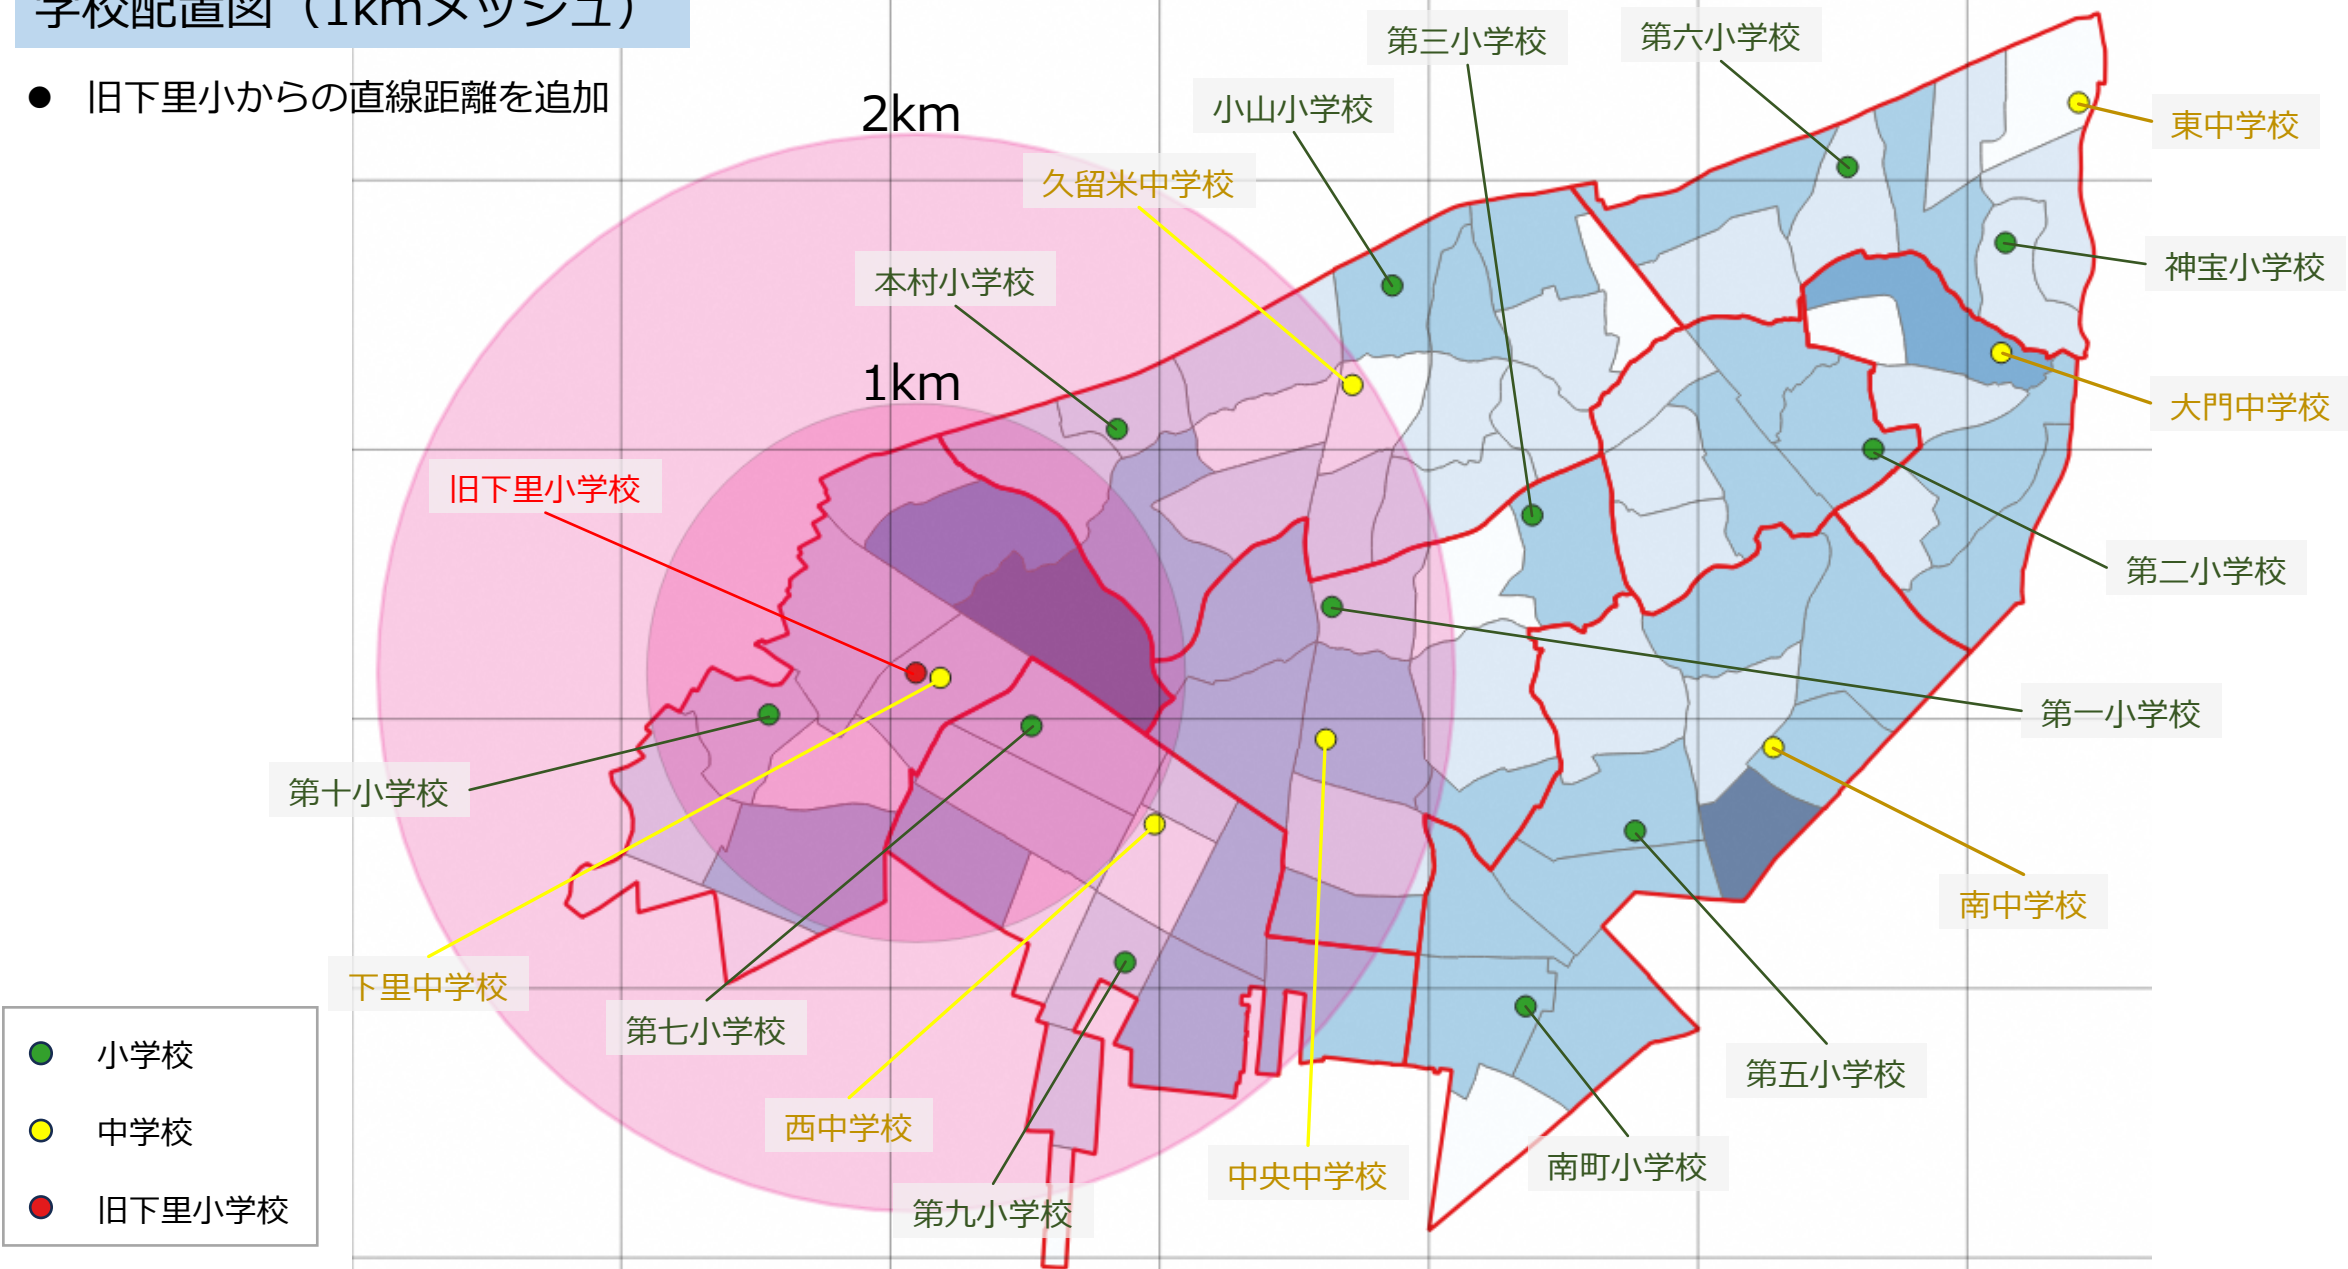 学校配置図（1kmメッシュ）
● 旧下里小からの直線距離を追加
第三小学校
第六小学校
小山小学校
2km
東中学校
久留米中学校
神宝小学校
本村小学校
1km
大門中学校
旧下里小学校
第二小学校
第一小学校
第十小学校
南中学校
下里中学校
第七小学校
小学校
第五小学校
西中学校
中学校
南町小学校
中央中学校
第九小学校
旧下里小学校